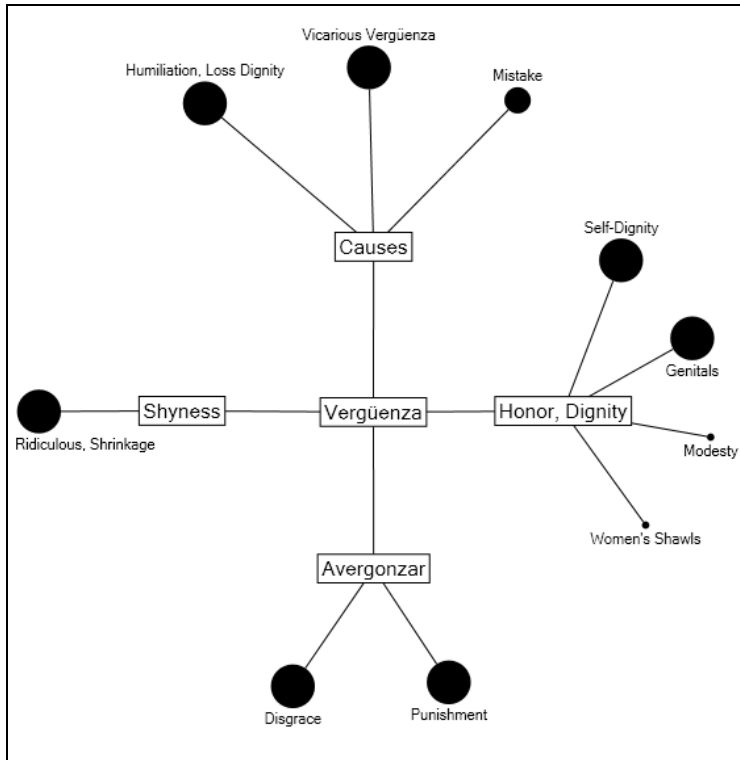 Vicarious Vergüenza
Humiliation, Loss Dignity
Mistake
Causes
Self-Dignity
Genitals
Shyness
Vergüenza
Honor, Dignity
Ridiculous, Shrinkage
Modesty
Women's Shawls
Avergonzar
Disgrace
Punishment